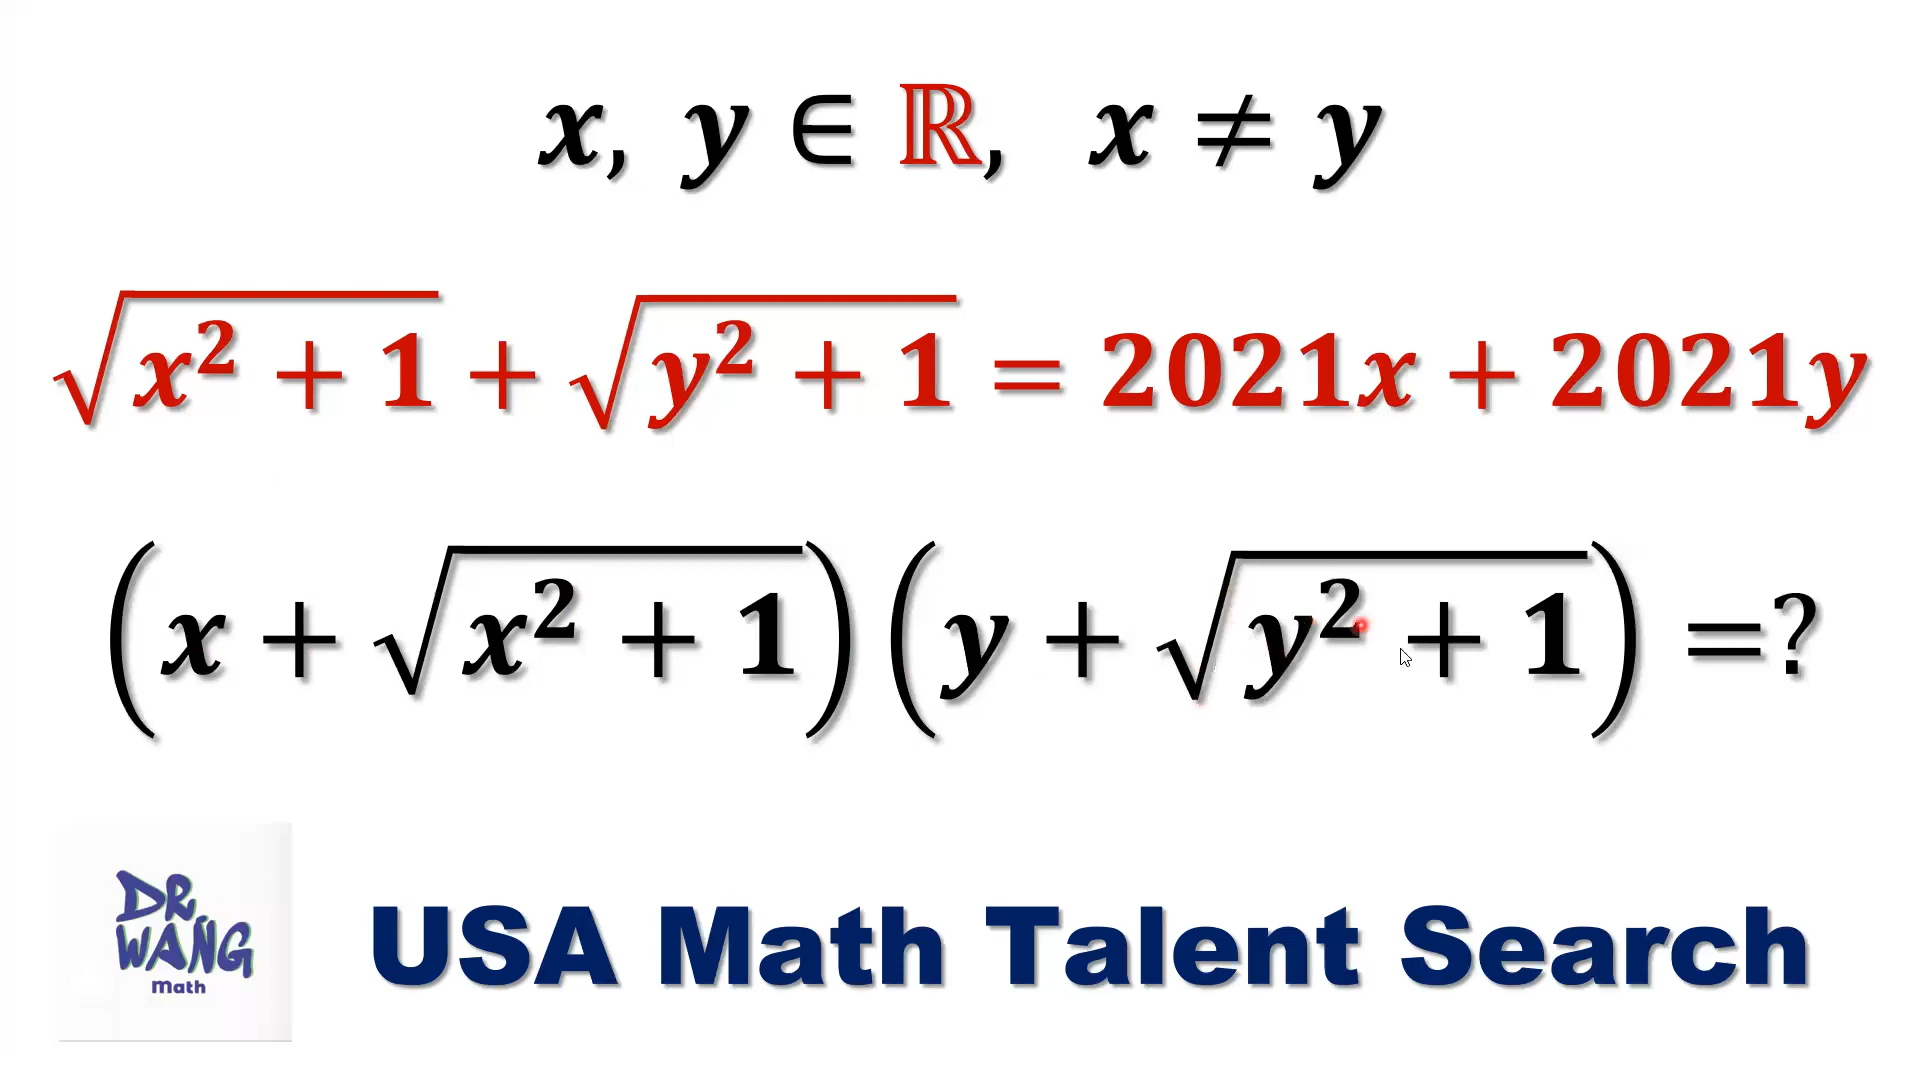 x, y ∈ ℝ, x ≠ y
√(x² + 1) + √(y² + 1) = 2021x + 2021y
(x + √(x² + 1))(y + √(y² + 1)) =?
DR
WANG
Math
USA Math Talent Search